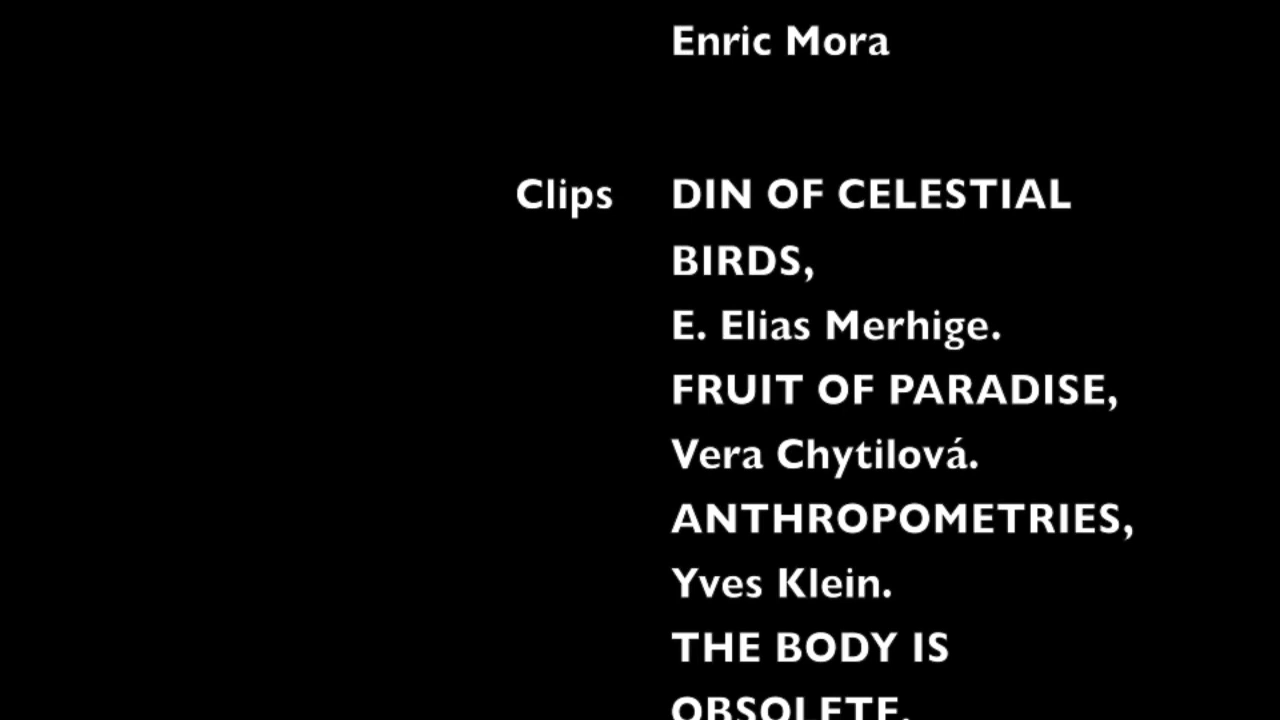 Enric Mora
Clips DIN OF CELESTIAL
BIRDS,
E. Elias Merhige.
FRUIT OF PARADISE,
Vera Chytilová.
ANTHROPOMETRIES,
Yves Klein.
THE BODY IS
OBSOLETE,